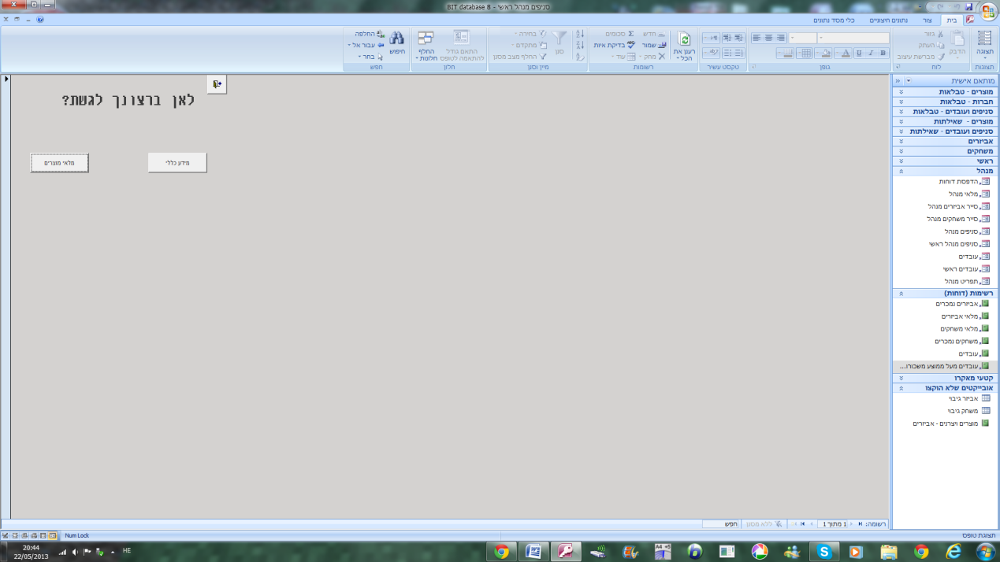 סניפים מנהל ראשי - BIT database 8
בית
צור
נתונים חיצוניים
כלי מסד נתונים
תצוגה
תצוגות
הדבק
גזור
העתק
מברשת עיצוב
לוח
B I U
גופן
טקסט עשיר
רענן את הכל
חדש
שמור
מחק
סכומים
בדיקת איות
עוד
רשומות
סנן
בחירה
מתקדם
החלף מצב מסנן
מיין וסנן
התאם גודל להתאמה לטופס
החלף חלונות
חלון
חיפוש
החלפה
עבור אל
בחר
חפש
לאן ברצונך לגשת?
מידע כללי
מלאי מוצרים
מותאם אישית
מוצרים - טבלאות
חברות - טבלאות
סניפים ועובדים - טבלאות
מוצרים - שאילתות
סניפים ועובדים - שאילתות
אביזרים
משחקים
ראשי
מנהל
הדפסת דוחות
מלאי מנהל
סייר אביזרים מנהל
סייר משחקים מנהל
סניפים מנהל
סניפים מנהל ראשי
עובדים
עובדים ראשי
תפריט מנהל
רשימות (דוחות)
אביזרים נמכרים
מלאי אביזרים
מלאי משחקים
משחקים נמכרים
עובדים
עובדים מעל ממוצע משכורו...
קטעי מאקרו
אובייקטים שלא הוקצו
אביזר גיבוי
משחק גיבוי
מוצרים ויצרנים - אביזרים
רשומה: 1 מתוך 1
ללא מסנן
חפש
תצוגת טופס
Num Lock
HE
20:44
22/05/2013